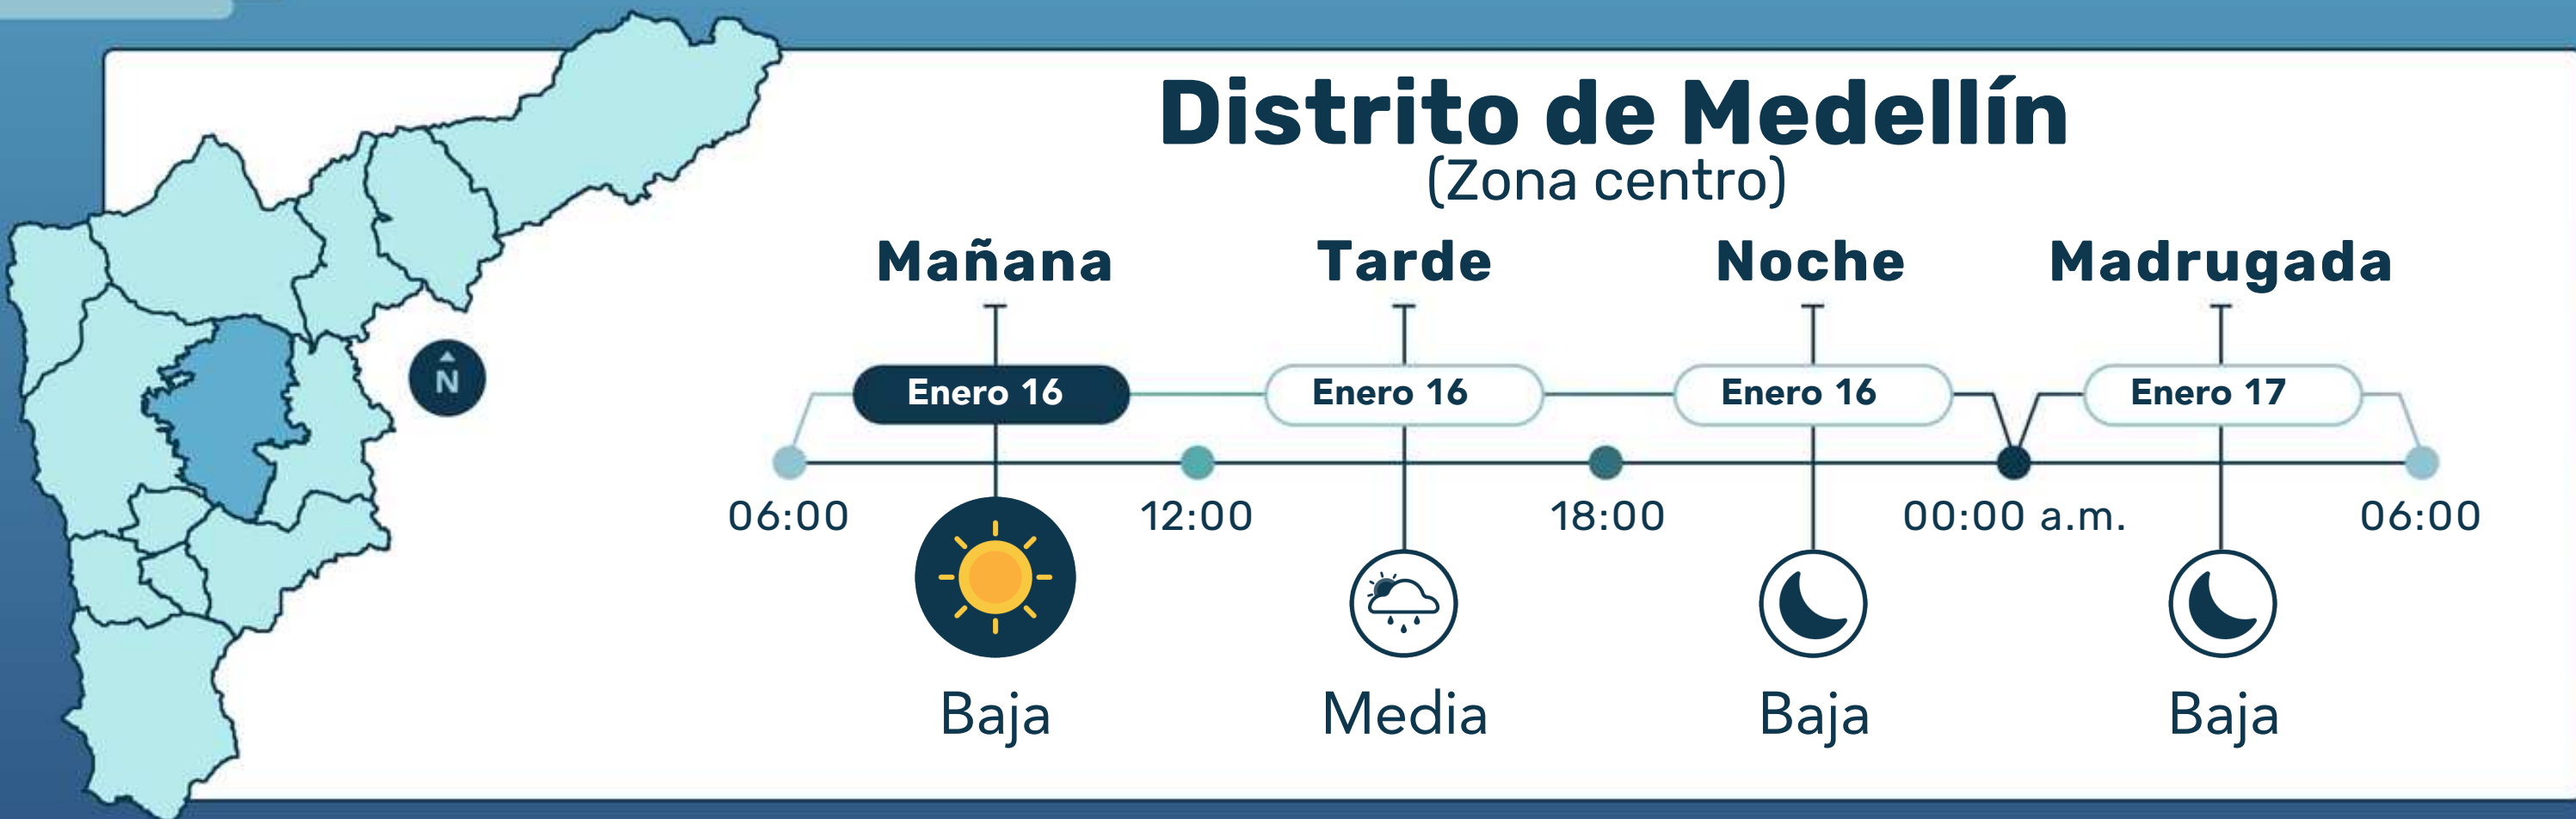 Distrito de Medellín
(Zona centro)
Mañana Tarde Noche Madrugada
Enero 16 Enero 16 Enero 16 Enero 17
N
06:00 12:00 18:00 00:00 a.m. 06:00
Baja Media Baja Baja